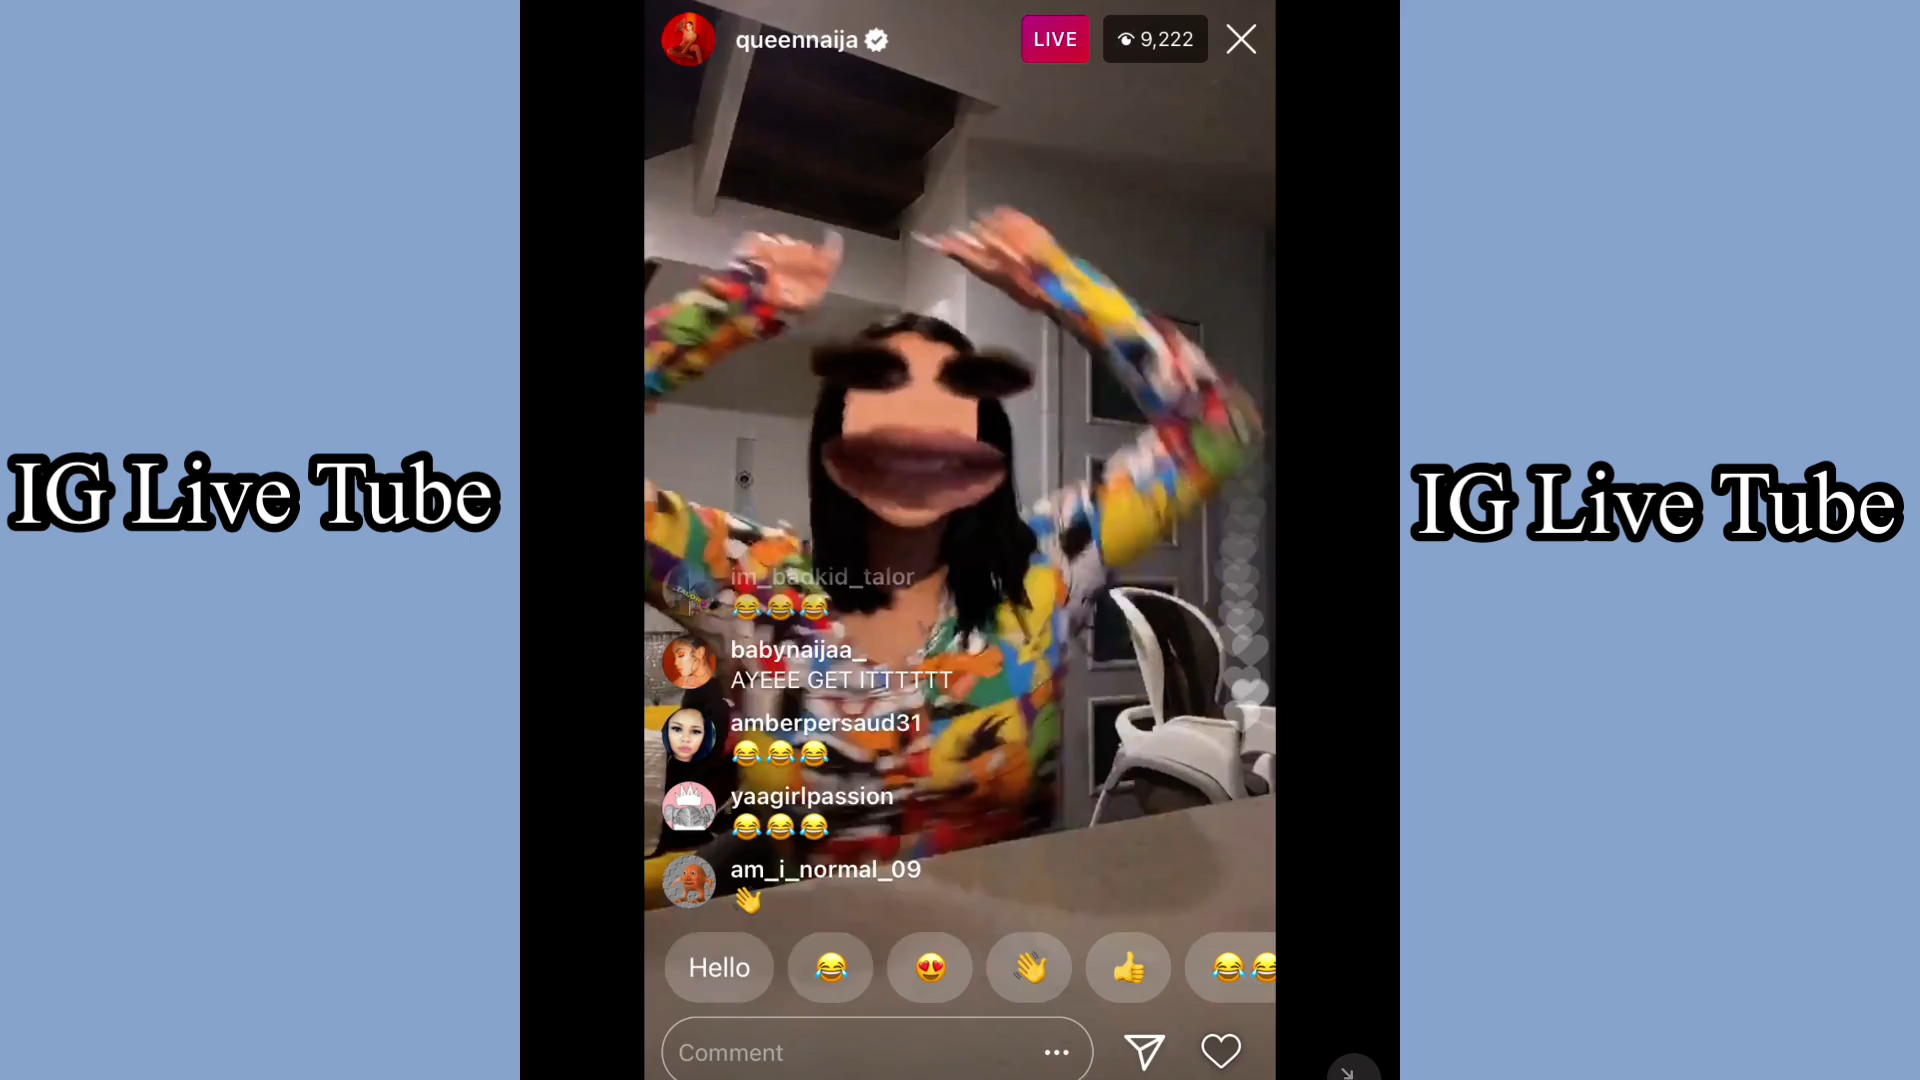 queennaija
LIVE
9,222
IG Live Tube
IG Live Tube
im_badkid_talor
😂😂😂
babynaijaa_
AYEEE GET ITTTTTT
amberpersaud31
😂😂😂
yaagirlpassion
😂😂😂
am_i_normal_09
👋
Hello 😂 😍 👋 👍 😂😂
Comment